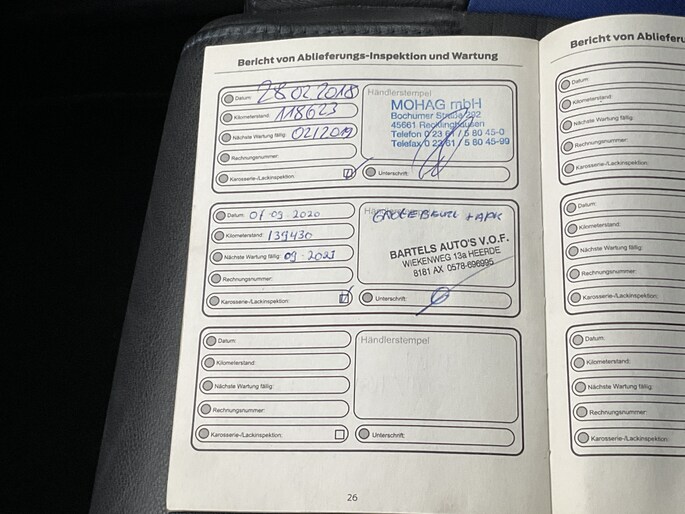 Bericht von Ablieferungs-Inspektion und Wartung
Datum: 28 02 2018
Kilometerstand: 118623
Nächste Wartung fällig: 02/2019
Rechnungsnummer:
Karosserie-/Lackinspektion:
Händlerstempel
MOHAG mbH
Bochumer Straße 202
45661 Recklinghausen
Telefon 0 23 61 / 5 80 45-0
Telefax 0 23 61 / 5 80 45-99
Unterschrift:
Datum: 01 09 2020
Kilometerstand: 139430
Nächste Wartung fällig: 09-2021
Rechnungsnummer:
Karosserie-/Lackinspektion:
GROTE BEURT + APK
BARTELS AUTO'S V.O.F.
WIEKENWEG 13a HEERDE
8181 AX 0578-696995
Unterschrift:
Datum:
Kilometerstand:
Nächste Wartung fällig:
Rechnungsnummer:
Karosserie-/Lackinspektion:
Händlerstempel
Unterschrift:
26
Bericht von Ablieferu
Datum:
Kilometerstand:
Nächste Wartung fällig:
Rechnungsnummer:
Karosserie-/Lackinspektion:
Datum:
Kilometerstand:
Nächste Wartung fällig:
Rechnungsnummer:
Karosserie-/Lackinspektion:
Datum:
Kilometerstand:
Nächste Wartung fällig:
Rechnungsnummer:
Karosserie-/Lackinspektion: